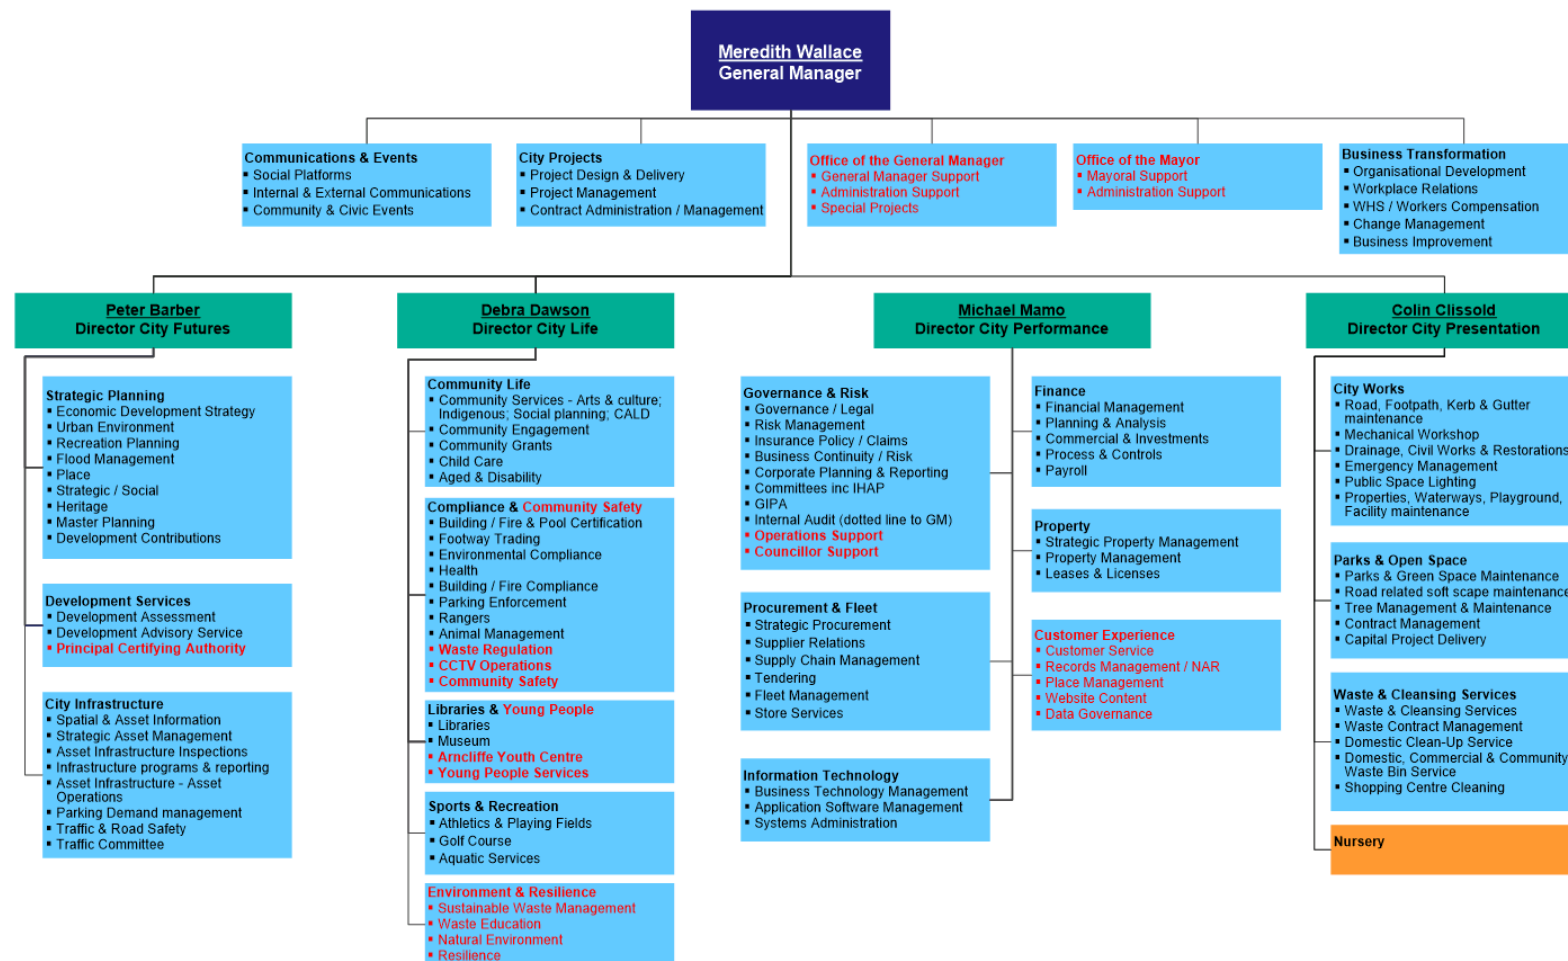 Meredith Wallace
General Manager
Communications & Events
▪ Social Platforms
▪ Internal & External Communications
▪ Community & Civic Events
City Projects
▪ Project Design & Delivery
▪ Project Management
▪ Contract Administration / Management
Office of the General Manager
▪ General Manager Support
▪ Administration Support
▪ Special Projects
Office of the Mayor
▪ Mayoral Support
▪ Administration Support
Business Transformation
▪ Organisational Development
▪ Workplace Relations
▪ WHS / Workers Compensation
▪ Change Management
▪ Business Improvement
Peter Barber
Director City Futures
Strategic Planning
▪ Economic Development Strategy
▪ Urban Environment
▪ Recreation Planning
▪ Flood Management
▪ Place
▪ Strategic / Social
▪ Heritage
▪ Master Planning
▪ Development Contributions
Development Services
▪ Development Assessment
▪ Development Advisory Service
▪ Principal Certifying Authority
City Infrastructure
▪ Spatial & Asset Information
▪ Strategic Asset Management
▪ Asset Infrastructure Inspections
▪ Infrastructure programs & reporting
▪ Asset Infrastructure - Asset
Operations
▪ Parking Demand management
▪ Traffic & Road Safety
▪ Traffic Committee
Debra Dawson
Director City Life
Community Life
▪ Community Services - Arts & culture;
Indigenous; Social planning; CALD
▪ Community Engagement
▪ Community Grants
▪ Child Care
▪ Aged & Disability
Compliance & Community Safety
▪ Building / Fire & Pool Certification
▪ Footway Trading
▪ Environmental Compliance
▪ Health
▪ Building / Fire Compliance
▪ Parking Enforcement
▪ Rangers
▪ Animal Management
▪ Waste Regulation
▪ CCTV Operations
▪ Community Safety
Libraries & Young People
▪ Libraries
▪ Museum
▪ Arncliffe Youth Centre
▪ Young People Services
Sports & Recreation
▪ Athletics & Playing Fields
▪ Golf Course
▪ Aquatic Services
Environment & Resilience
▪ Sustainable Waste Management
▪ Waste Education
▪ Natural Environment
▪ Resilience
Michael Mamo
Director City Performance
Governance & Risk
▪ Governance / Legal
▪ Risk Management
▪ Insurance Policy / Claims
▪ Business Continuity / Risk
▪ Corporate Planning & Reporting
▪ Committees inc IHAP
▪ GIPA
▪ Internal Audit (dotted line to GM)
▪ Operations Support
▪ Councillor Support
Procurement & Fleet
▪ Strategic Procurement
▪ Supplier Relations
▪ Supply Chain Management
▪ Tendering
▪ Fleet Management
▪ Store Services
Information Technology
▪ Business Technology Management
▪ Application Software Management
▪ Systems Administration
Finance
▪ Financial Management
▪ Planning & Analysis
▪ Commercial & Investments
▪ Process & Controls
▪ Payroll
Property
▪ Strategic Property Management
▪ Property Management
▪ Leases & Licenses
Customer Experience
▪ Customer Service
▪ Records Management / NAR
▪ Place Management
▪ Website Content
▪ Data Governance
Colin Clissold
Director City Presentation
City Works
▪ Road, Footpath, Kerb & Gutter
maintenance
▪ Mechanical Workshop
▪ Drainage, Civil Works & Restorations
▪ Emergency Management
▪ Public Space Lighting
▪ Properties, Waterways, Playground,
Facility maintenance
Parks & Open Space
▪ Parks & Green Space Maintenance
▪ Road related soft scape maintenance
▪ Tree Management & Maintenance
▪ Contract Management
▪ Capital Project Delivery
Waste & Cleansing Services
▪ Waste & Cleansing Services
▪ Waste Contract Management
▪ Domestic Clean-Up Service
▪ Domestic, Commercial & Community
Waste Bin Service
▪ Shopping Centre Cleaning
Nursery